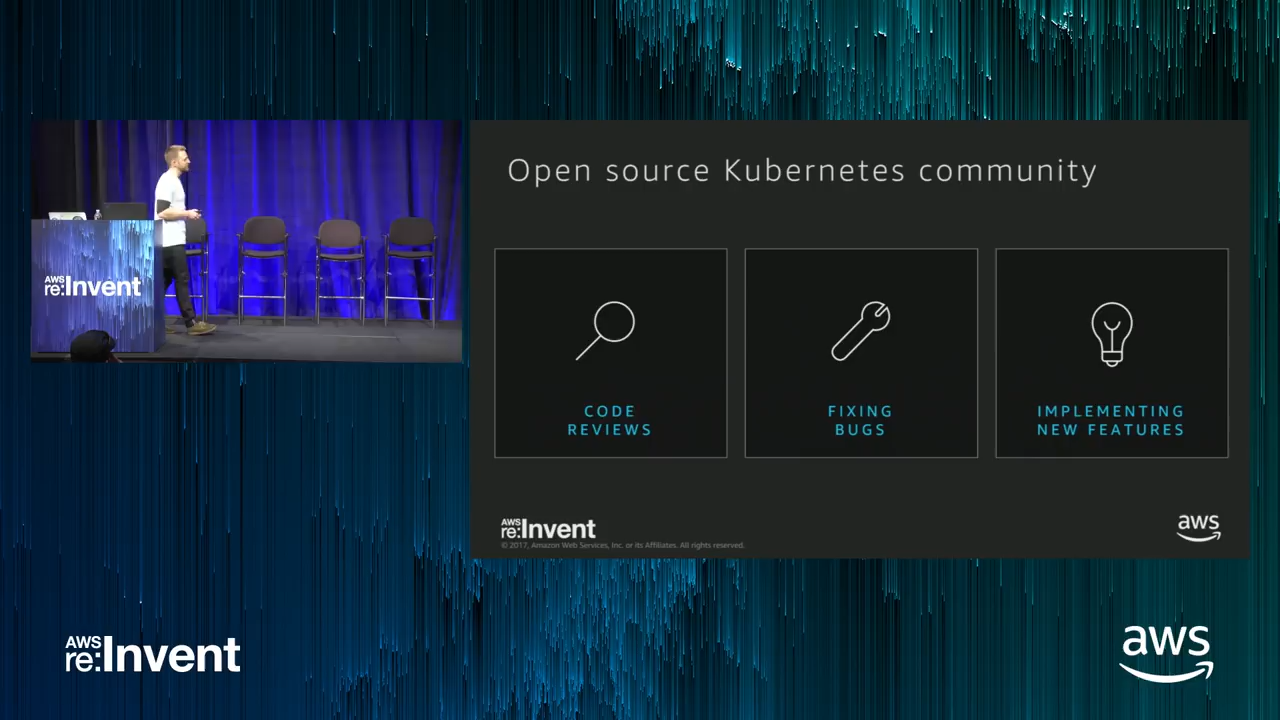 Open source Kubernetes community
AWS
re:Invent
CODE
REVIEWS
FIXING
BUGS
IMPLEMENTING
NEW FEATURES
AWS
re:Invent
© 2017, Amazon Web Services, Inc. or its Affiliates. All rights reserved.
aws
AWS
re:Invent
aws